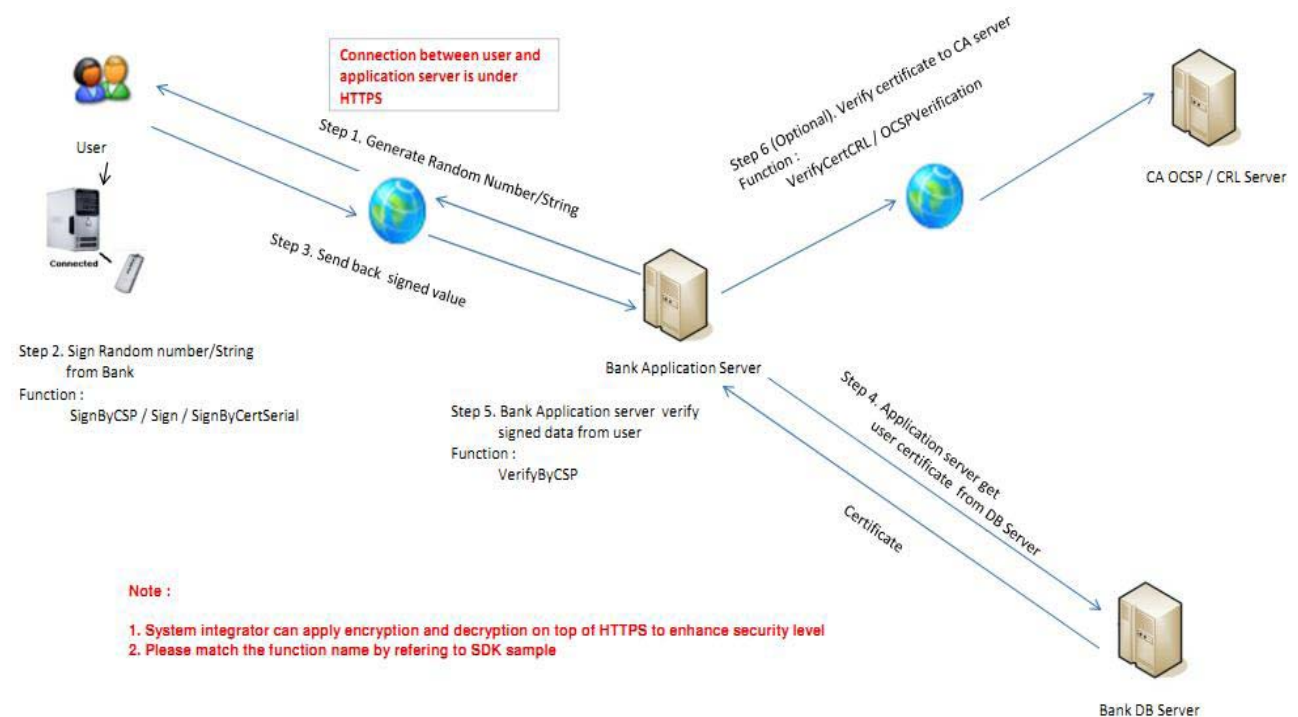 Connection between user and
application server is under
HTTPS
User
Connected
Step 1. Generate Random Number/String
Step 3. Send back signed value
Step 2. Sign Random number/String
from Bank
Function :
SignByCSP / Sign / SignByCertSerial
Step 6 (Optional). Verify certificate to CA server
Function :
VerifyCertCRL / OCSPVerification
CA OCSP / CRL Server
Bank Application Server
Step 5. Bank Application server verify
signed data from user
Function :
VerifyByCSP
Step 4. Application server get
user certificate from DB Server
Certificate
Note :
1. System integrator can apply encryption and decryption on top of HTTPS to enhance security level
2. Please match the function name by refering to SDK sample
Bank DB Server